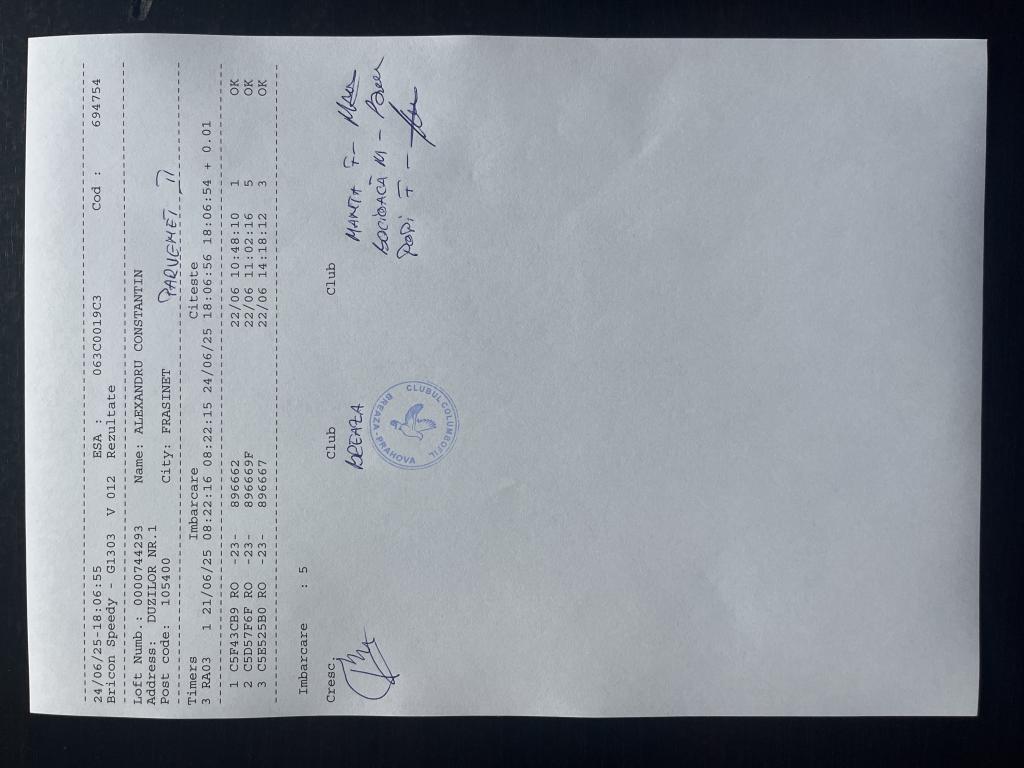 24/06/25-18:06:55 ESA : 063C0019C3 Cod : 694754
Bricon Speedy G1303 V 012 Rezultate
Loft Numb.: 0000744293 Name: ALEXANDRU CONSTANTIN
Address: DUZILOR NR.1
Post code: 105400 City: FRASINET
Timers Imbarcare Citeste
3 RA03 1 21/06/25 08:22:16 08:22:15 24/06/25 18:06:56 18:06:54 + 0.01
1 C5F43CB9 RO -23- 896662 22/06 10:48:10 1 OK
2 C5D57F6F RO -23- 896669F 22/06 11:02:16 5 OK
3 C5E525B0 RO -23- 896667 22/06 14:18:12 3 OK
Imbarcare : 5
Cresc. Club Club
BREAZA MANTA F-
M -
POPI F -
CLUBUL COLUMBOFIL
BREAZA - PRAHOVA